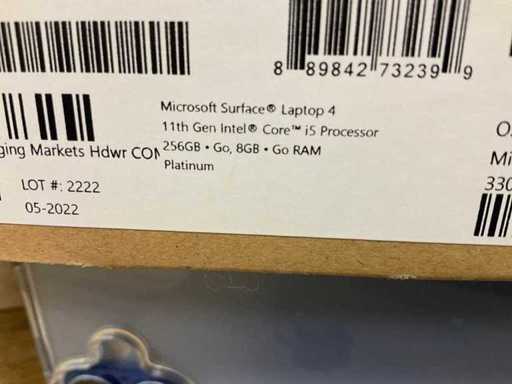 8 89842 73239 9
Microsoft Surface® Laptop 4
11th Gen Intel® Core™ i5 Processor
256GB • Go, 8GB • Go RAM
Platinum
ging Markets Hdwr COM
LOT #: 2222
05-2022
O
Mi
330